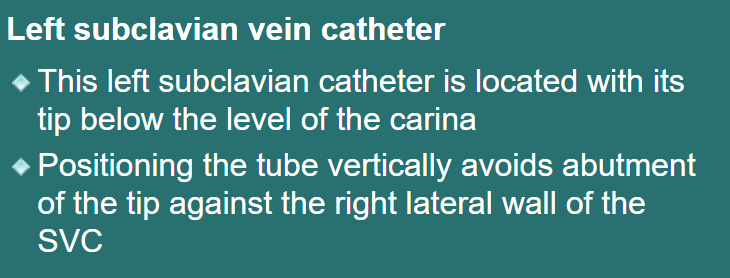 Left subclavian vein catheter
This left subclavian catheter is located with its
tip below the level of the carina
Positioning the tube vertically avoids abutment
of the tip against the right lateral wall of the
SVC